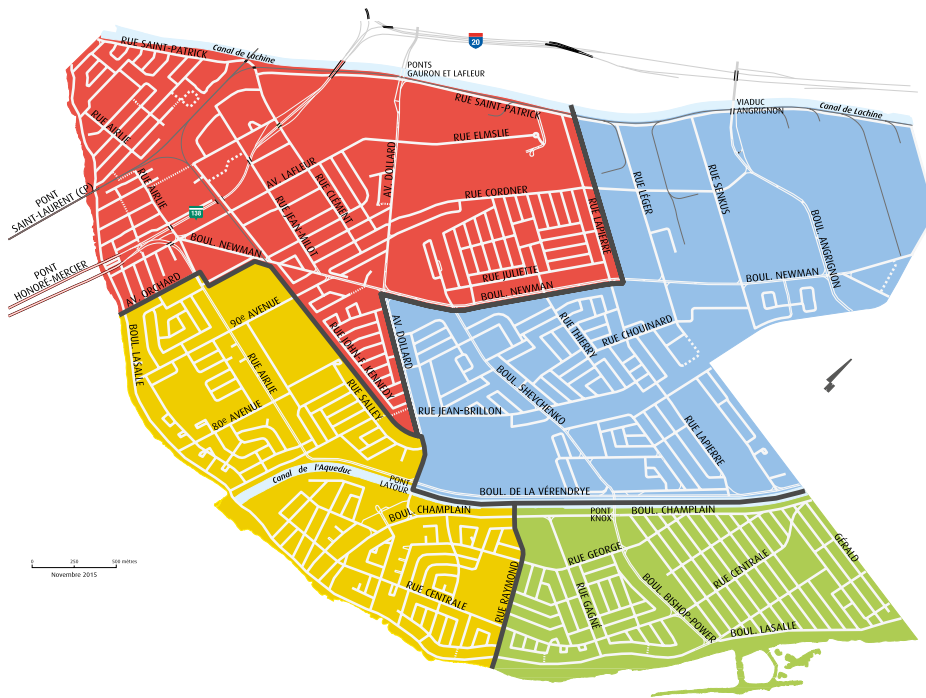 RUE SAINT-PATRICK
Canal de Lachine
20
PONTS
GAURON ET LAFLEUR
RUE SAINT-PATRICK
VIADUC
ANGRIGNON
Canal de Lachine
RUE AIRLIE
RUE ELMSLIE
AV. LAFLEUR
AV. DOLLARD
RUE CLÉMENT
RUE CORDNER
RUE LÉGER
RUE SENKUS
PONT
SAINT-LAURENT (CP)
RUE AIRLIE
138
RUE JEAN-MILOT
RUE LAPIERRE
BOUL. ANGRIGNON
BOUL. NEWMAN
PONT
HONORÉ-MERCIER
AV. ORCHARD
RUE JULIETTE
BOUL. NEWMAN
BOUL. NEWMAN
90e AVENUE
BOUL. LASALLE
RUE JOHN-F. KENNEDY
AV. DOLLARD
RUE THIERRY
RUE CHOUINARD
RUE AIRLIE
RUE SALLEY
BOUL. SHEVCHENKO
80e AVENUE
RUE JEAN-BRILLON
RUE LAPIERRE
Canal de l'Aqueduc
PONT
LATOUR
BOUL. DE LA VÉRENDRYE
BOUL. CHAMPLAIN
PONT
KNOX
BOUL. CHAMPLAIN
GÉRALD
RUE GEORGE
RUE CENTRALE
RUE RAYMOND
RUE GAGNÉ
BOUL. BISHOP-POWER
RUE CENTRALE
BOUL. LASALLE
0 250 500 mètres
Novembre 2015